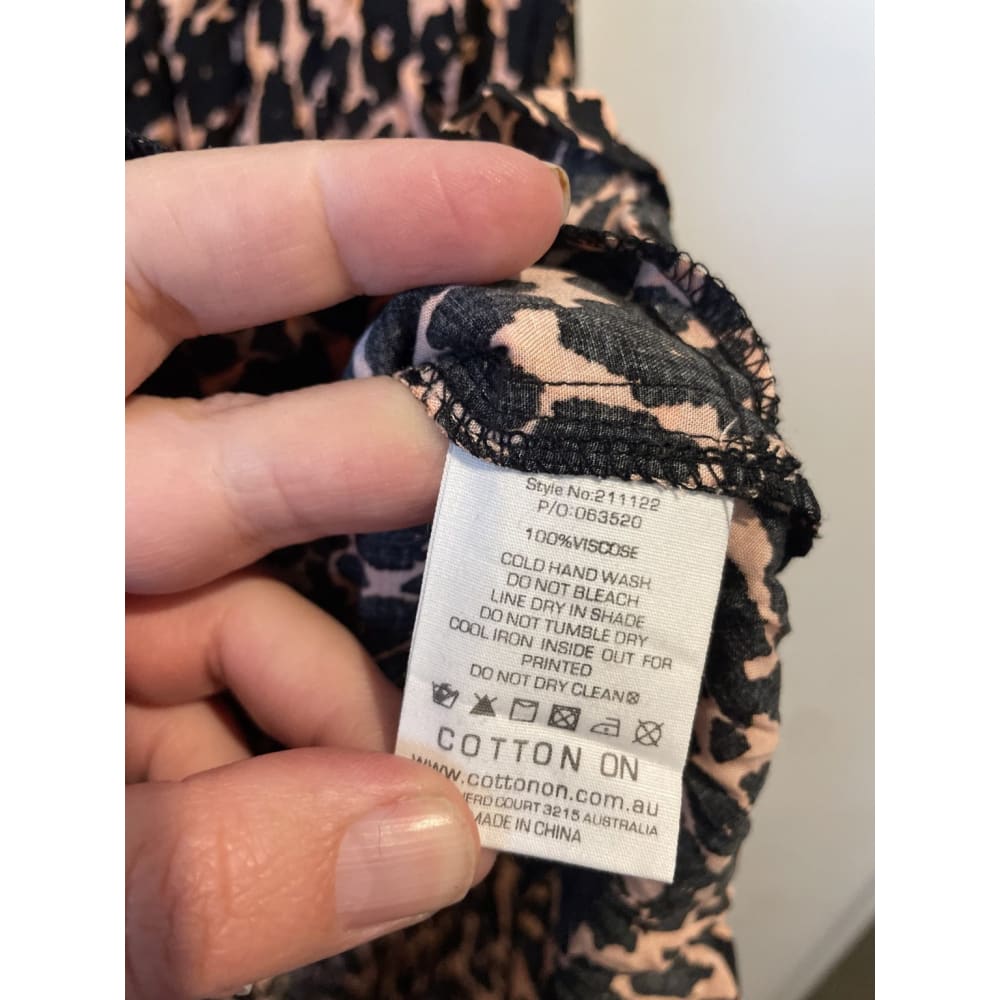 Style No:211122
P/O:063520
100%VISCOSE
COLD HAND WASH
DO NOT BLEACH
LINE DRY IN SHADE
DO NOT TUMBLE DRY
COOL IRON INSIDE OUT FOR
PRINTED
DO NOT DRY CLEAN
COTTON ON
www.cottonon.com.au
COURT 3215 AUSTRALIA
MADE IN CHINA